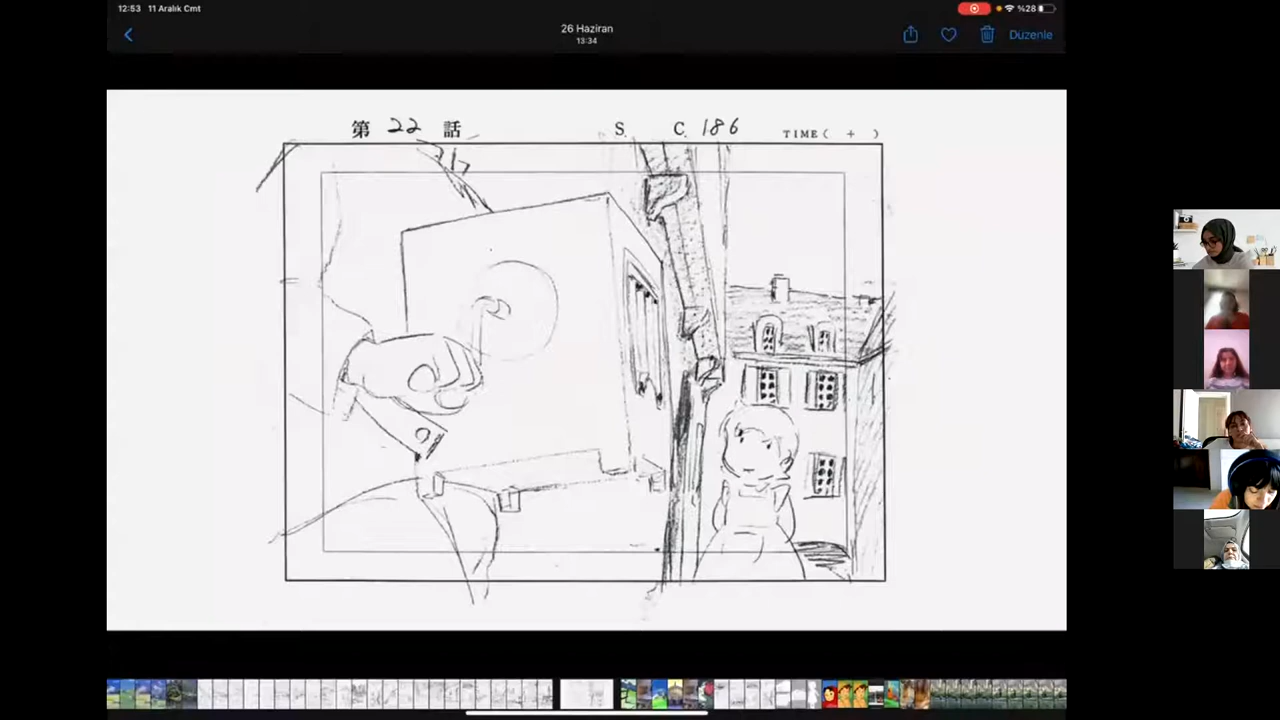 12:53 11 Aralık Cmt
%28
26 Haziran
13:34
Düzenle
第 22 話 S. C. 186 TIME( + )